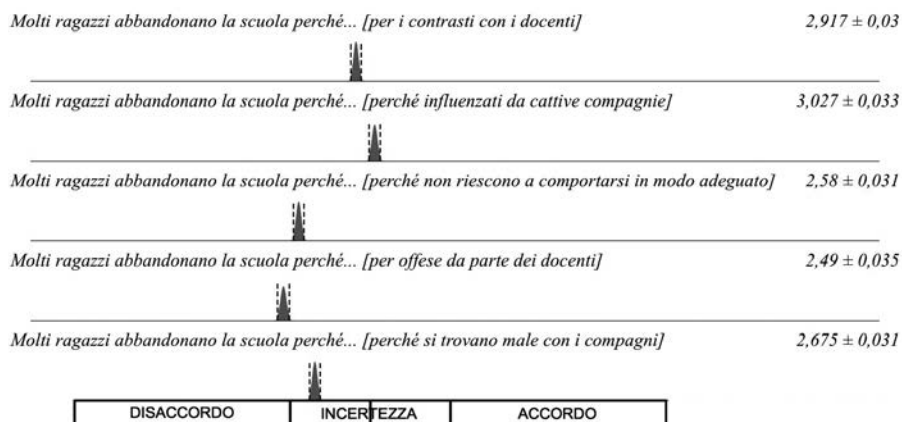 Molti ragazzi abbandonano la scuola perché... [per i contrasti con i docenti] 2,917 ± 0,03
Molti ragazzi abbandonano la scuola perché... [perché influenzati da cattive compagnie] 3,027 ± 0,033
Molti ragazzi abbandonano la scuola perché... [perché non riescono a comportarsi in modo adeguato] 2,58 ± 0,031
Molti ragazzi abbandonano la scuola perché... [per offese da parte dei docenti] 2,49 ± 0,035
Molti ragazzi abbandonano la scuola perché... [perché si trovano male con i compagni] 2,675 ± 0,031
DISACCORDO INCERTEZZA ACCORDO